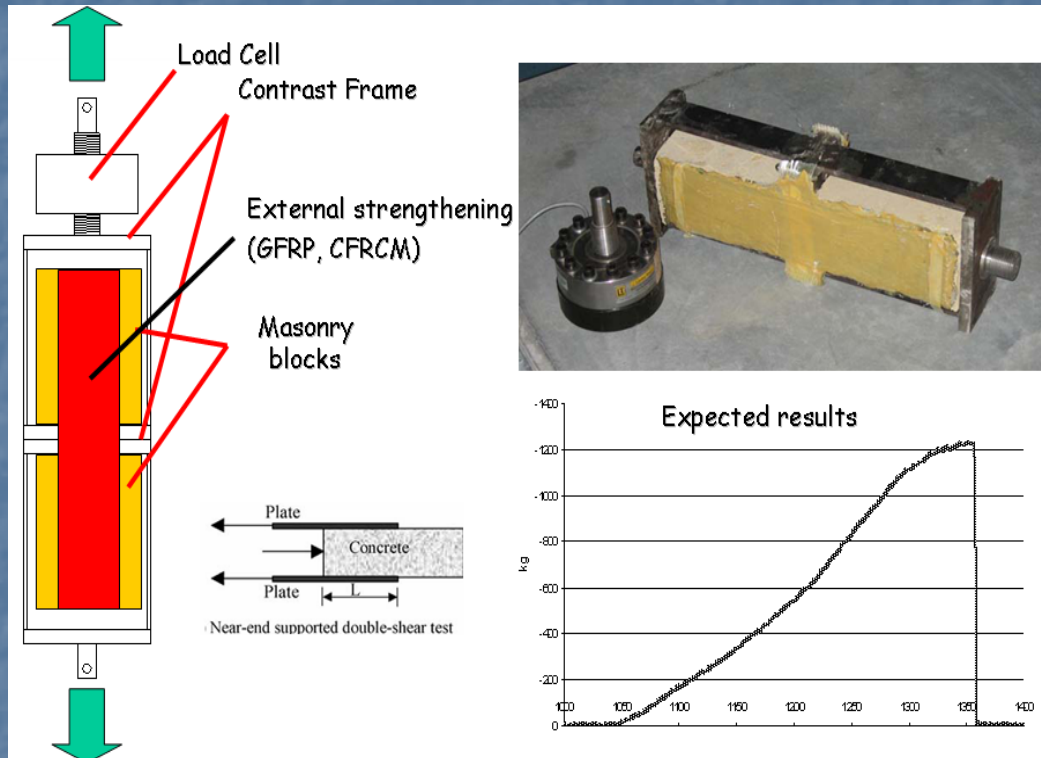 Load Cell
Contrast Frame
External strengthening
(GFRP, CFRCM)
Masonry
blocks
Plate
Concrete
Plate
L
) Near-end supported double-shear test
Expected results
-1400
-1200
-1000
-800
-600
-400
-200
0
kg
1000
1050
1100
1150
1200
1250
1300
1350
1400